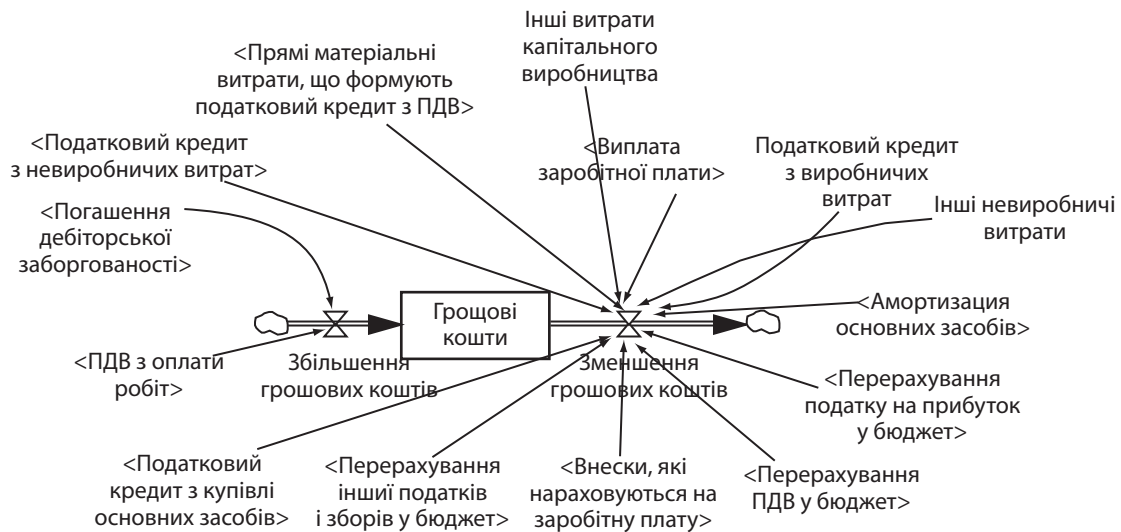 Інші витрати
капітального
виробництва
<Прямі матеріальні
витрати, що формують
податковий кредит з ПДВ>
<Податковий кредит
з невиробничих витрат>
<Виплата
заробітної плати>
Податковий кредит
з виробничих
витрат
Інші невиробничі
витрати
<Погашення
дебіторської
заборгованості>
Грощові
кошти
<Амортизація
основних засобів>
<ПДВ з оплати
робіт>
Збільшення
грошових коштів
Зменшення
грошових коштів
<Перерахування
податку на прибуток
у бюджет>
<Податковий
кредит з купівлі
основних засобів>
<Перерахування
іншиї податків
і зборів у бюджет>
<Внески, які
нараховуються на
заробітну плату>
<Перерахування
ПДВ у бюджет>